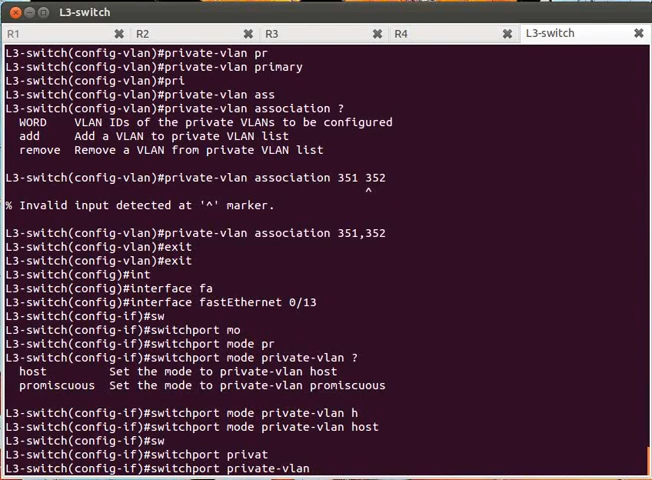 L3-switch
R1 R2 R3 R4 L3-switch
L3-switch(config-vlan)#private-vlan pr
L3-switch(config-vlan)#private-vlan primary
L3-switch(config-vlan)#pri
L3-switch(config-vlan)#private-vlan ass
L3-switch(config-vlan)#private-vlan association ?
  WORD    VLAN IDs of the private VLANs to be configured
  add     Add a VLAN to private VLAN list
  remove  Remove a VLAN from private VLAN list
L3-switch(config-vlan)#private-vlan association 351 352
                                                    ^
% Invalid input detected at '^' marker.
L3-switch(config-vlan)#private-vlan association 351,352
L3-switch(config-vlan)#exit
L3-switch(config-vlan)#exit
L3-switch(config)#int
L3-switch(config)#interface fa
L3-switch(config)#interface fastEthernet 0/13
L3-switch(config-if)#sw
L3-switch(config-if)#switchport mo
L3-switch(config-if)#switchport mode pr
L3-switch(config-if)#switchport mode private-vlan ?
  host         Set the mode to private-vlan host
  promiscuous  Set the mode to private-vlan promiscuous
L3-switch(config-if)#switchport mode private-vlan h
L3-switch(config-if)#switchport mode private-vlan host
L3-switch(config-if)#sw
L3-switch(config-if)#switchport privat
L3-switch(config-if)#switchport private-vlan